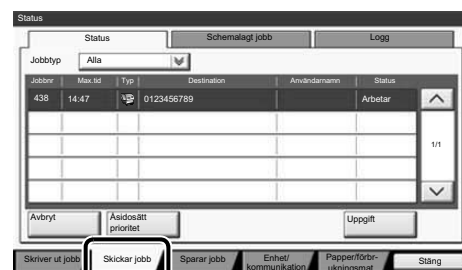 Status
Status Schemalagt jobb Logg
Jobbtyp Alla
Jobbnr Max.tid Typ Destination Användarnamn Status
438 14:47 0123456789 Arbetar
1/1
Avbryt Åsidosätt Uppgift
prioritet
Skriver ut jobb Skickar jobb Sparar jobb Enhet/ Papper/förbr- Stäng
kommunikation ukningsmat.